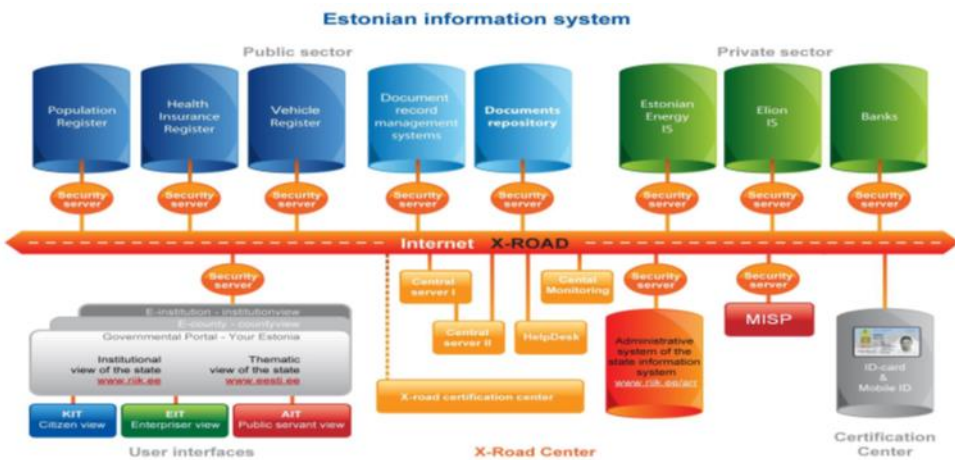 Estonian information system
Public sector
Private sector
Population
Register
Health
Insurance
Register
Vehicle
Register
Document
record
management
systems
Documents
repository
Estonian
Energy
IS
Elion
IS
Banks
Security
server
Security
server
Security
server
Security
server
Security
server
Security
server
Security
server
Security
server
Internet X-ROAD
Security
server
E-institution - institutionview
E-county - countyview
Governmental Portal - Your Estonia
Institutional
view of the state
www.riik.ee
Thematic
view of the state
www.eesti.ee
KIT
Citizen view
EIT
Enterpriser view
AIT
Public servant view
User interfaces
Central
server I
Central
server II
HelpDesk
Cental
Monitoring
X-road certification center
Security
server
Administrative
system of the
state information
system
www.riik.ee/arr
X-Road Center
Security
server
MISP
ID-card
&
Mobile ID
Certification
Center